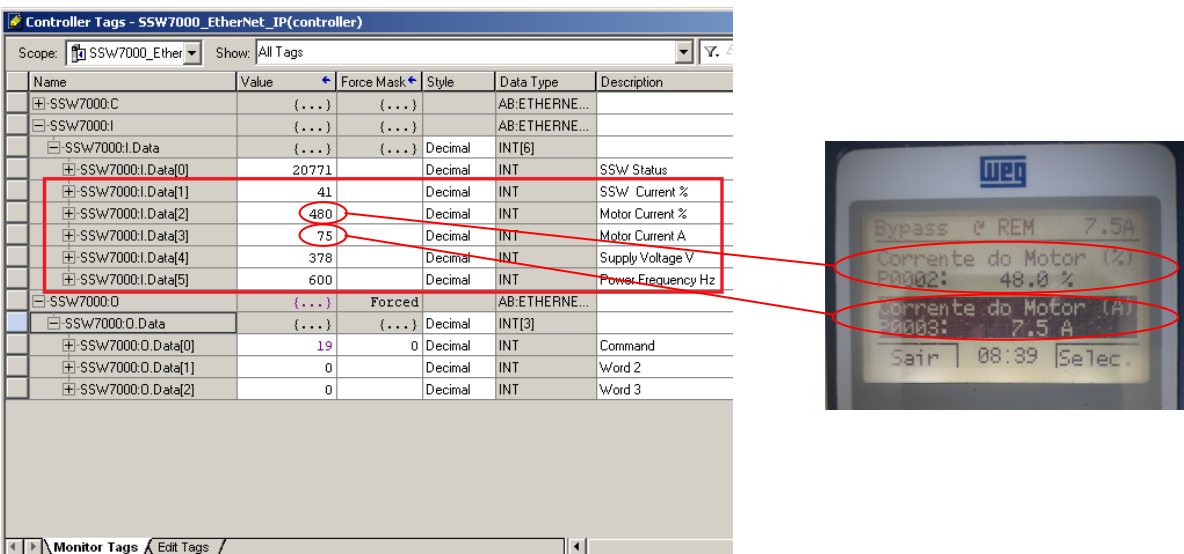 Controller Tags - SSW7000_EtherNet_IP(controller)
Scope: SSW7000_Ether Show: All Tags
Name Value Force Mask Style Data Type Description
SSW7000:C {...} {...} AB:ETHERNE...
SSW7000:I {...} {...} AB:ETHERNE...
SSW7000:I.Data {...} {...} Decimal INT[6]
SSW7000:I.Data[0] 20771 Decimal INT SSW Status
SSW7000:I.Data[1] 41 Decimal INT SSW Current %
SSW7000:I.Data[2] 480 Decimal INT Motor Current %
SSW7000:I.Data[3] 75 Decimal INT Motor Current A
SSW7000:I.Data[4] 378 Decimal INT Supply Voltage V
SSW7000:I.Data[5] 600 Decimal INT Power Frequency Hz
SSW7000:O {...} Forced AB:ETHERNE...
SSW7000:O.Data {...} {...} Decimal INT[3]
SSW7000:O.Data[0] 19 0 Decimal INT Command
SSW7000:O.Data[1] 0 Decimal INT Word 2
SSW7000:O.Data[2] 0 Decimal INT Word 3
Monitor Tags Edit Tags
weg
Bypass @ REM 7.5A
Corrente do Motor (%)
P0002: 48.0 %
Corrente do Motor (A)
P0003: 7.5 A
Sair 08:39 Selec.